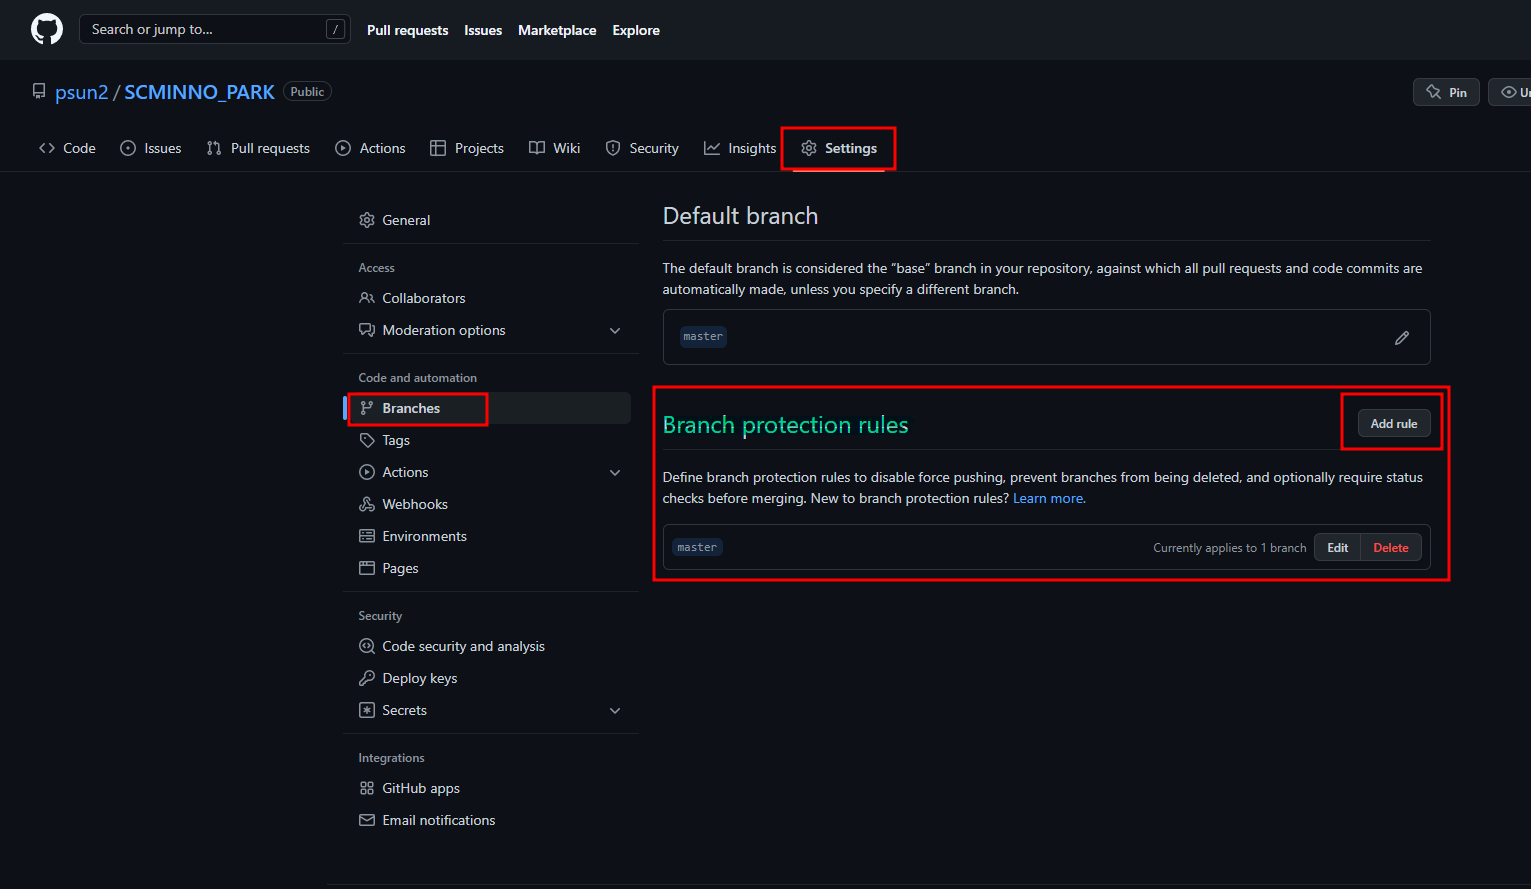 Search or jump to... /
Pull requests Issues Marketplace Explore
psun2 / SCMINNO_PARK Public
Pin
Un
Code Issues Pull requests Actions Projects Wiki Security Insights Settings
General
Access
Collaborators
Moderation options
Code and automation
Branches
Tags
Actions
Webhooks
Environments
Pages
Security
Code security and analysis
Deploy keys
Secrets
Integrations
GitHub apps
Email notifications
Default branch
The default branch is considered the “base” branch in your repository, against which all pull requests and code commits are
automatically made, unless you specify a different branch.
master
Branch protection rules
Add rule
Define branch protection rules to disable force pushing, prevent branches from being deleted, and optionally require status
checks before merging. New to branch protection rules? Learn more.
master Currently applies to 1 branch Edit Delete